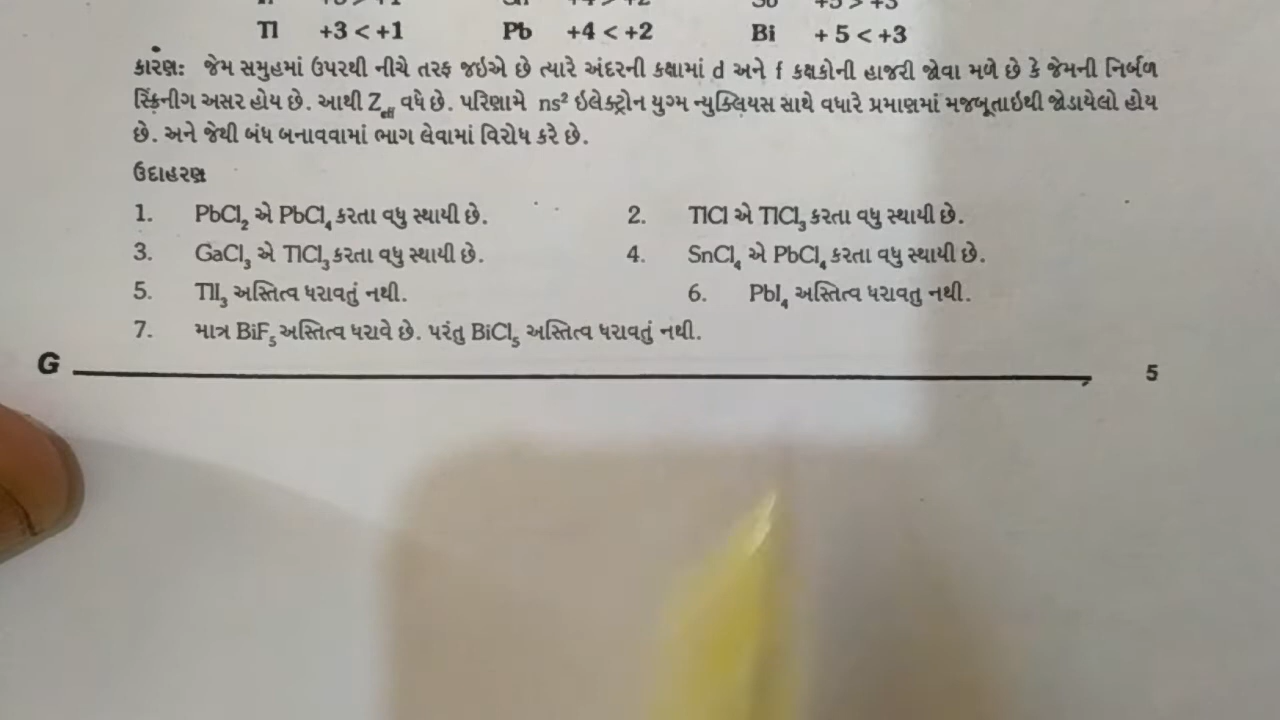 Tl +3 < +1 Pb +4 < +2 Bi + 5 < +3
કારણ: જેમ સમુહમાં ઉપરથી નીચે તરફ જઇએ છે ત્યારે અંદરની કક્ષામાં d અને f કક્ષકોની હાજરી જોવા મળે છે કે જેમની નિર્બળ
સ્ક્રિનીગ અસર હોય છે. આથી Zeff વધે છે. પરિણામે ns² ઇલેક્ટ્રોન યુગ્મ ન્યુક્લિયસ સાથે વધારે પ્રમાણમાં મજબૂતાઇથી જોડાયેલો હોય
છે. અને જેથી બંધ બનાવવામાં ભાગ લેવામાં વિરોધ કરે છે.
ઉદાહરણ
1. PbCl₂ એ PbCl₄ કરતા વધુ સ્થાયી છે. 2. TlCl એ TlCl₃ કરતા વધુ સ્થાયી છે.
3. GaCl₃ એ TlCl₃ કરતા વધુ સ્થાયી છે. 4. SnCl₄ એ PbCl₄ કરતા વધુ સ્થાયી છે.
5. TlI₃ અસ્તિત્વ ધરાવતું નથી. 6. PbI₄ અસ્તિત્વ ધરાવતુ નથી.
7. માત્ર BiF₅ અસ્તિત્વ ધરાવે છે. પરંતુ BiCl₅ અસ્તિત્વ ધરાવતું નથી.
G 5